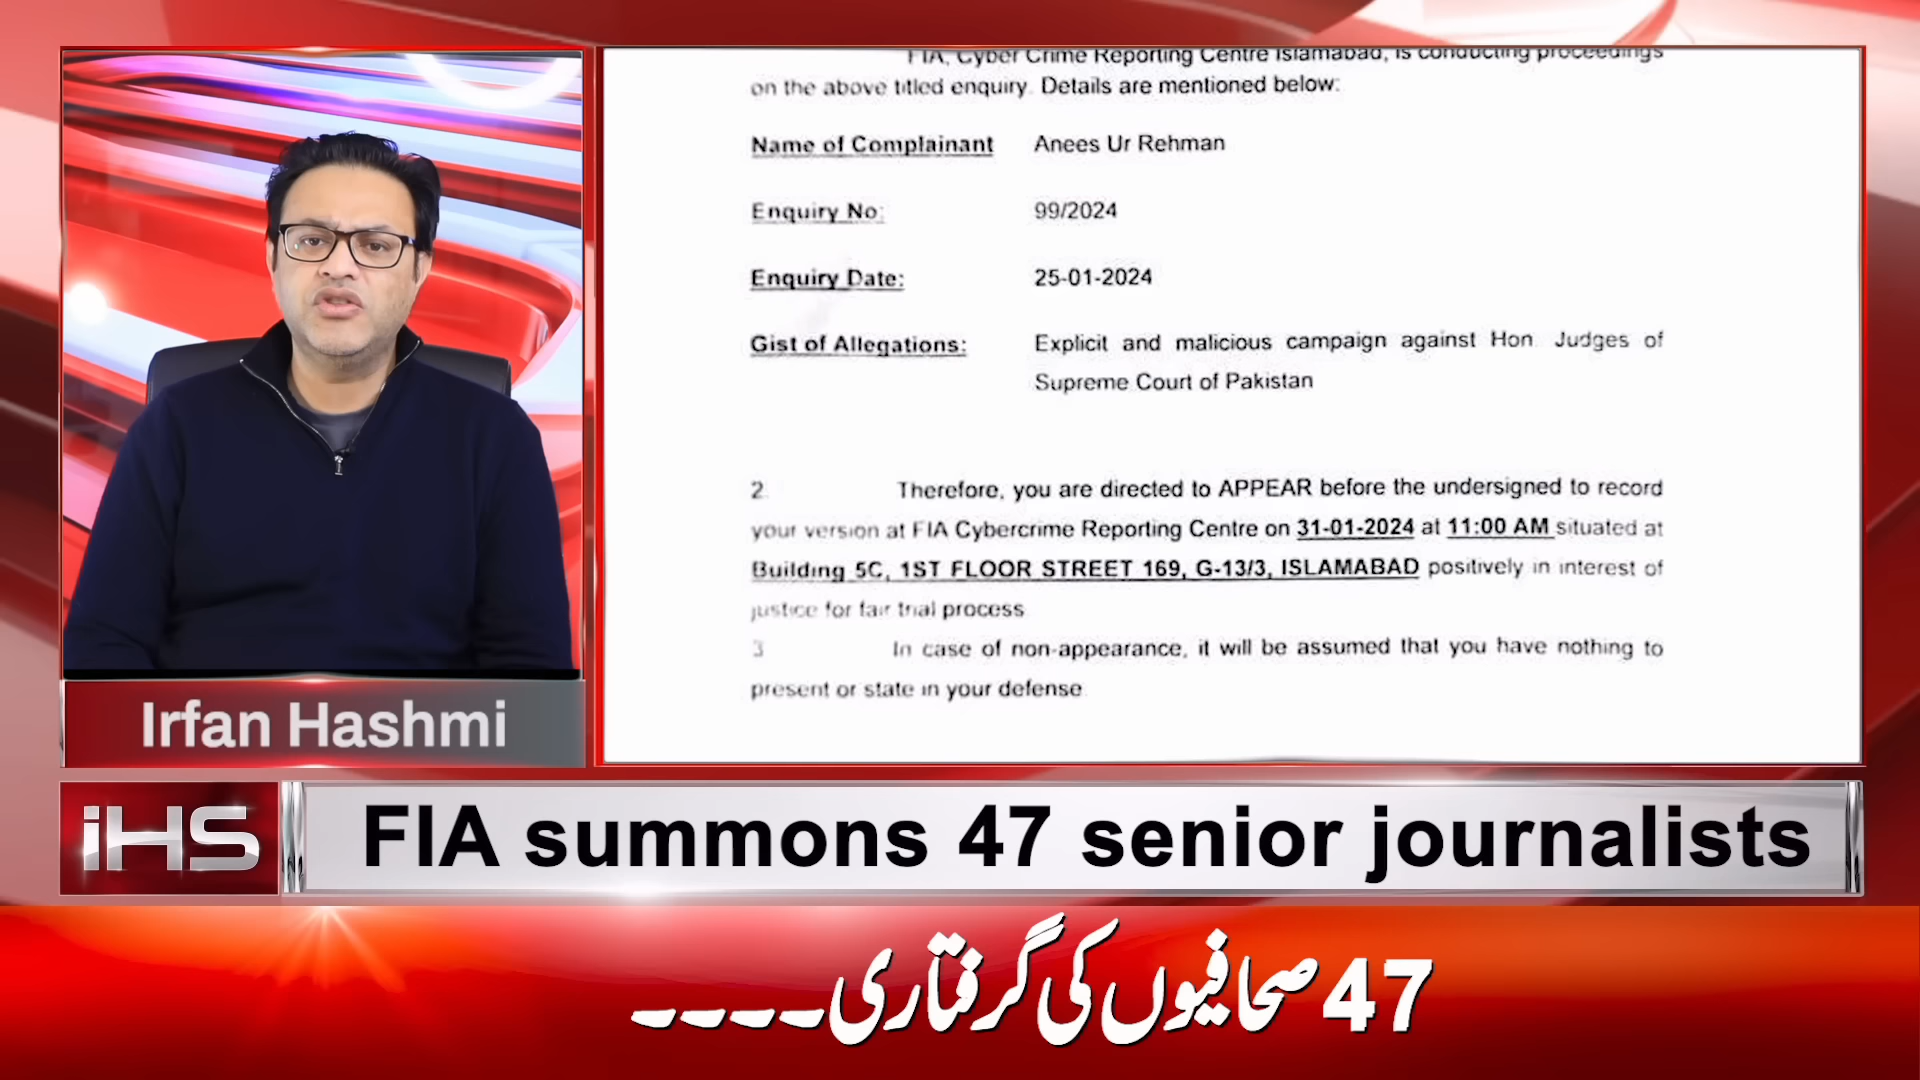 FIA, Cyber Crime Reporting Centre Islamabad, is conducting proceedings
on the above titled enquiry. Details are mentioned below:
Name of Complainant Anees Ur Rehman
Enquiry No: 99/2024
Enquiry Date: 25-01-2024
Gist of Allegations: Explicit and malicious campaign against Hon. Judges of
Supreme Court of Pakistan
2. Therefore, you are directed to APPEAR before the undersigned to record
your version at FIA Cybercrime Reporting Centre on 31-01-2024 at 11:00 AM situated at
Building 5C, 1ST FLOOR STREET 169, G-13/3, ISLAMABAD positively in interest of
justice for fair trial process
3 In case of non-appearance, it will be assumed that you have nothing to
present or state in your defense
Irfan Hashmi
iHS
FIA summons 47 senior journalists
47 صحافیوں کی گرفتاری ۔۔۔۔